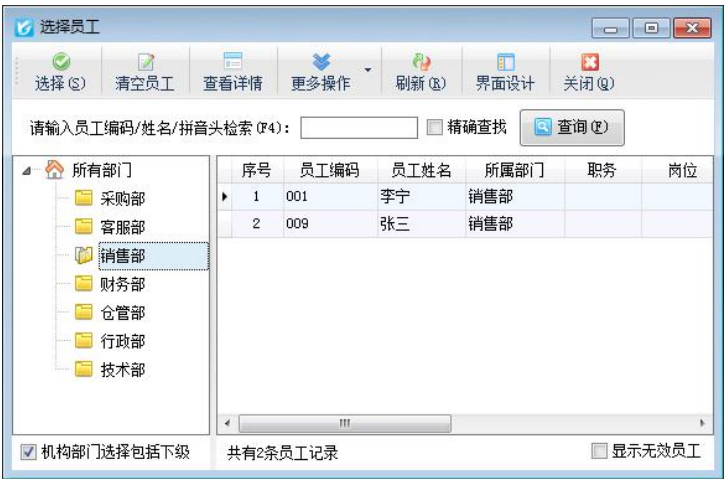 选择员工
选择(S) 清空员工 查看详情 更多操作 刷新(R) 界面设计 关闭(Q)
请输入员工编码/姓名/拼音头检索(F4): 精确查找 查询(F)
所有部门
采购部
客服部
销售部
财务部
仓管部
行政部
技术部
序号 员工编码 员工姓名 所属部门 职务 岗位
1 001 李宁 销售部
2 009 张三 销售部
机构部门选择包括下级 共有2条员工记录 显示无效员工